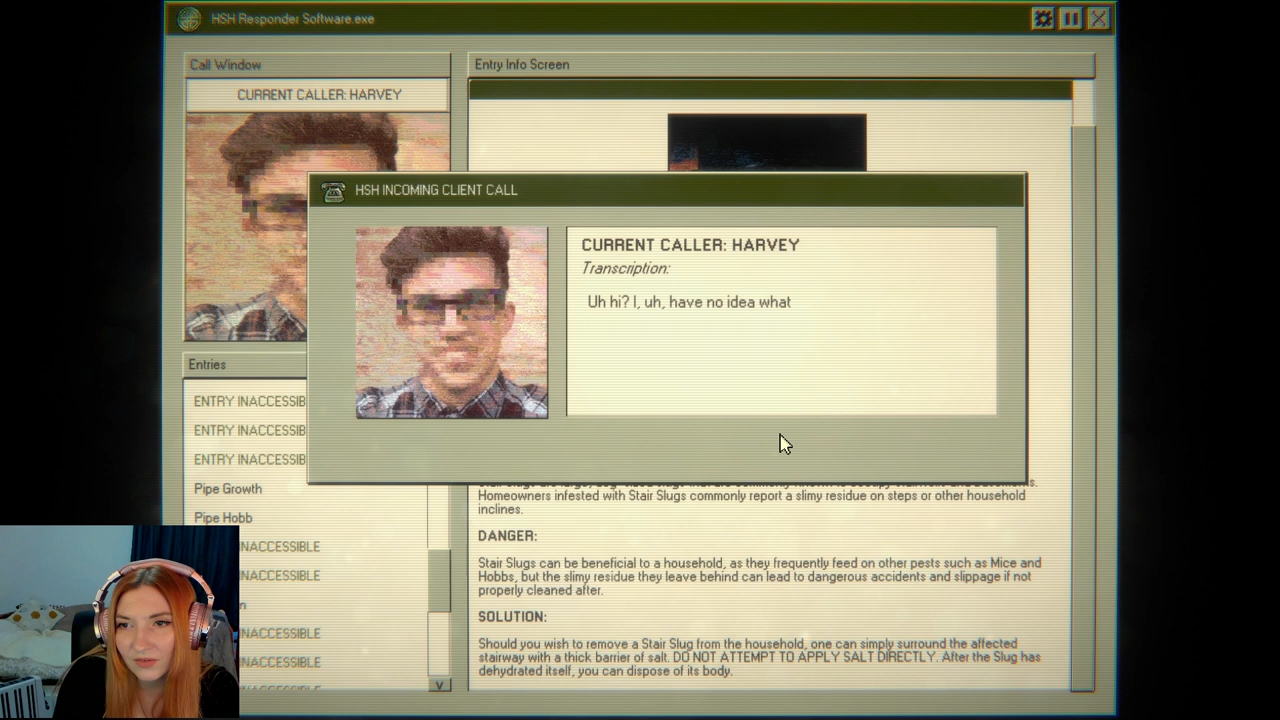 HSH Responder Software.exe
Call Window
CURRENT CALLER: HARVEY
Entry Info Screen
HSH INCOMING CLIENT CALL
CURRENT CALLER: HARVEY
Transcription:
Uh hi? I, uh, have no idea what
Entries
ENTRY INACCESSIB
ENTRY INACCESSIB
ENTRY INACCESSIB
Pipe Growth
Pipe Hobb
INACCESSIBLE
INACCESSIBLE
INACCESSIBLE
INACCESSIBLE
Homeowners infested with Stair Slugs commonly report a slimy residue on steps or other household
inclines.
DANGER:
Stair Slugs can be beneficial to a household, as they frequently feed on other pests such as Mice and
Hobbs, but the slimy residue they leave behind can lead to dangerous accidents and slippage if not
properly cleaned after.
SOLUTION:
Should you wish to remove a Stair Slug from the household, one can simply surround the affected
stairway with a thick barrier of salt. DO NOT ATTEMPT TO APPLY SALT DIRECTLY. After the Slug has
dehydrated itself, you can dispose of its body.